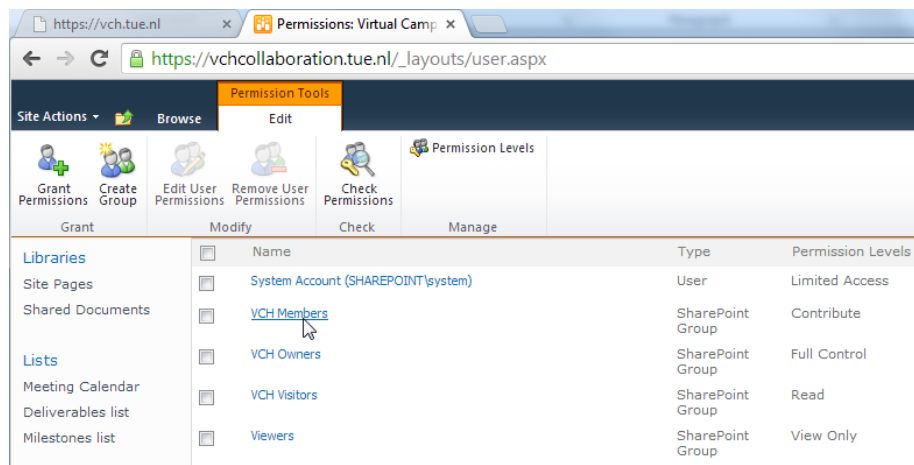 https://vch.tue.nl
Permissions: Virtual Camp
https://vchcollaboration.tue.nl/_layouts/user.aspx
Permission Tools
Site Actions Browse Edit
Permission Levels
Grant Create Edit User Remove User Check
Permissions Group Permissions Permissions Permissions
Grant Modify Check Manage
Libraries Name Type Permission Levels
Site Pages System Account (SHAREPOINT\system) User Limited Access
Shared Documents VCH Members SharePoint Contribute
Group
Lists VCH Owners SharePoint Full Control
Group
Meeting Calendar
VCH Visitors SharePoint Read
Deliverables list Group
Milestones list Viewers SharePoint View Only
Group